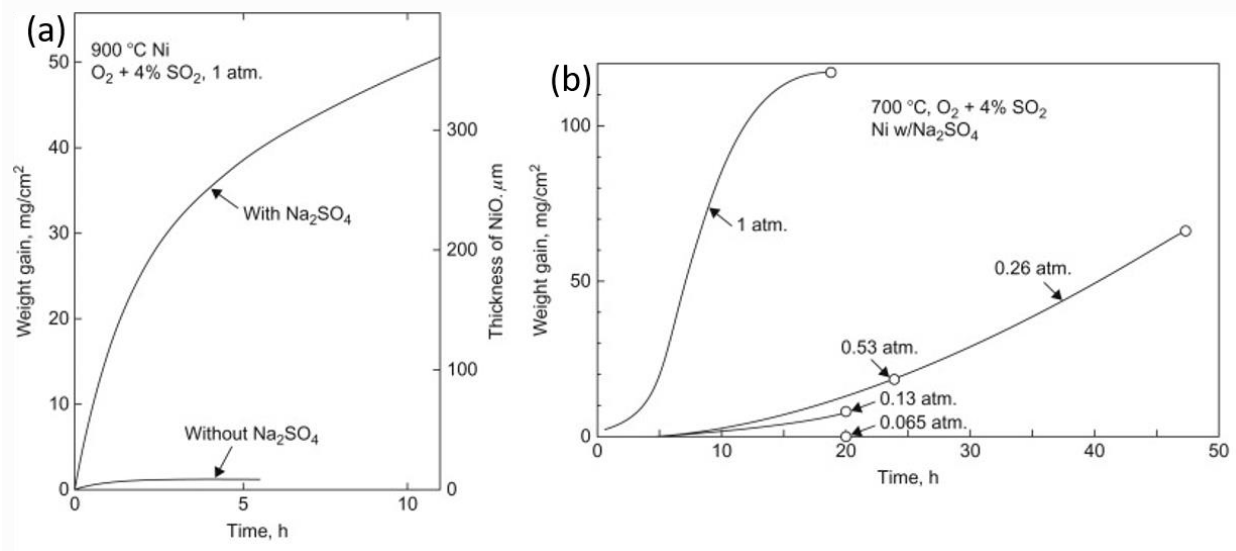 (a)
900 °C Ni
O₂ + 4% SO₂, 1 atm.
50
40
30
20
10
0
Weight gain, mg/cm²
With Na₂SO₄
Without Na₂SO₄
300
200
100
0
Thickness of NiO. μm
0
5
10
Time, h
(b)
700 °C, O₂ + 4% SO₂
Ni w/Na₂SO₄
100
50
0
Weight gain, mg/cm²
1 atm.
0.26 atm.
0.53 atm.
0.13 atm.
0.065 atm.
0
10
20
30
40
50
Time, h